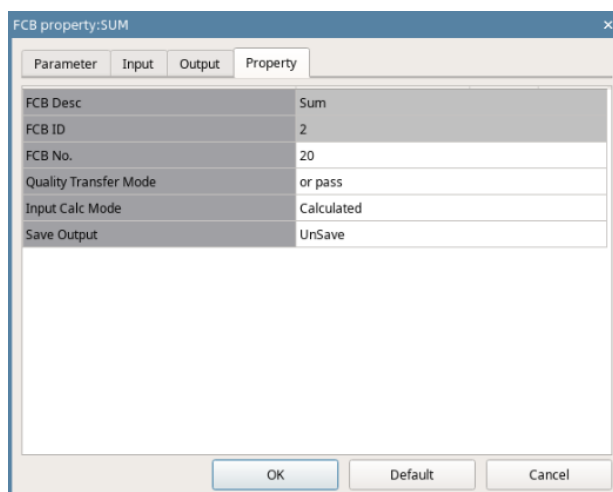 FCB property:SUM
Parameter Input Output Property
FCB Desc Sum
FCB ID 2
FCB No. 20
Quality Transfer Mode or pass
Input Calc Mode Calculated
Save Output UnSave
OK Default Cancel